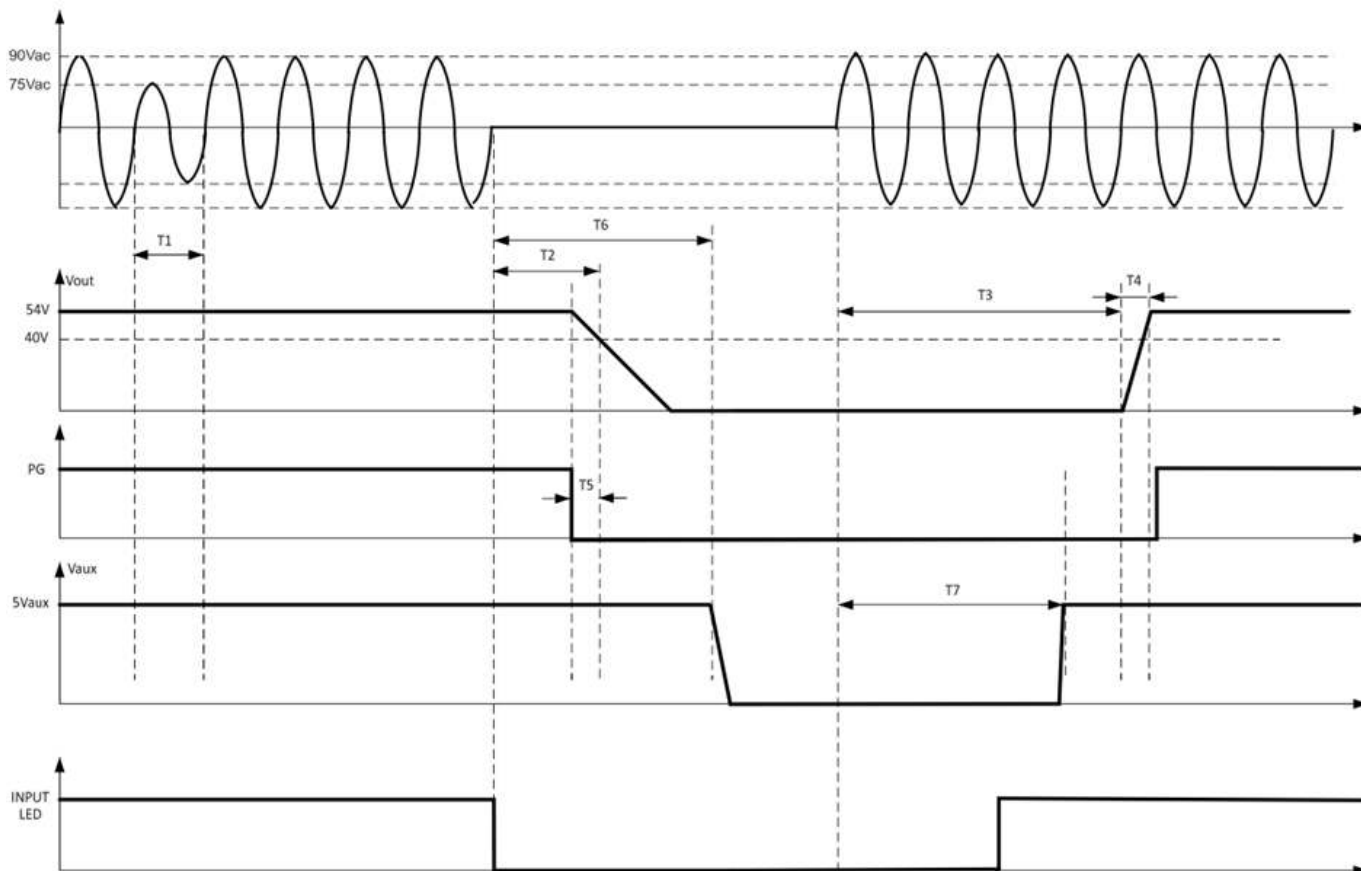 90Vac
75Vac
T1
T6
T2
Vout
54V
40V
T3
T4
PG
T5
Vaux
5Vaux
T7
INPUT
LED